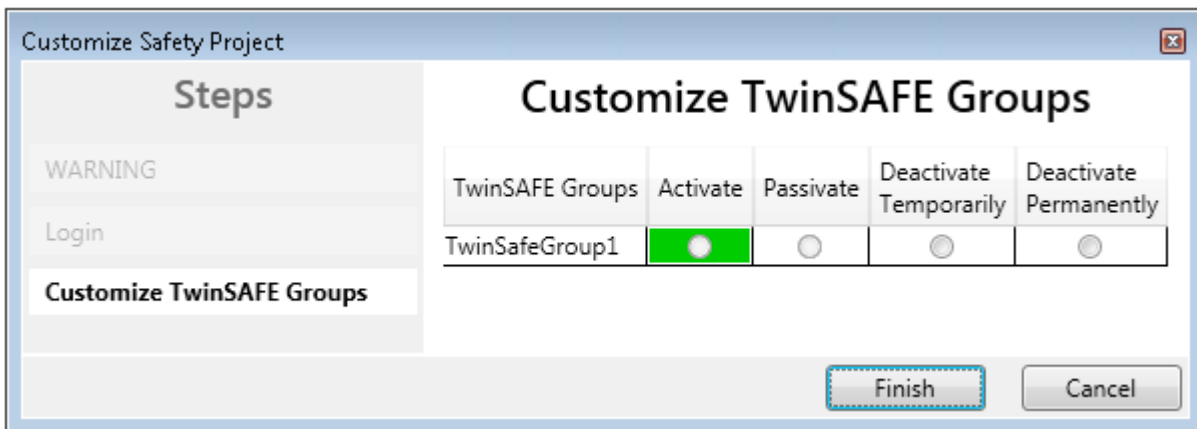 Customize Safety Project
Steps
WARNING
Login
Customize TwinSAFE Groups
Customize TwinSAFE Groups
TwinSAFE Groups Activate Passivate Deactivate Temporarily Deactivate Permanently
TwinSafeGroup1
Finish Cancel